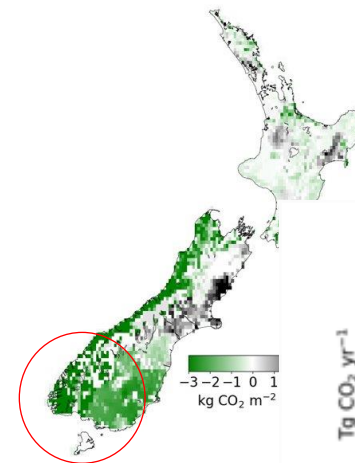 −3 −2 −1 0 1
kg CO₂ m⁻²
Tg CO₂ yr⁻¹